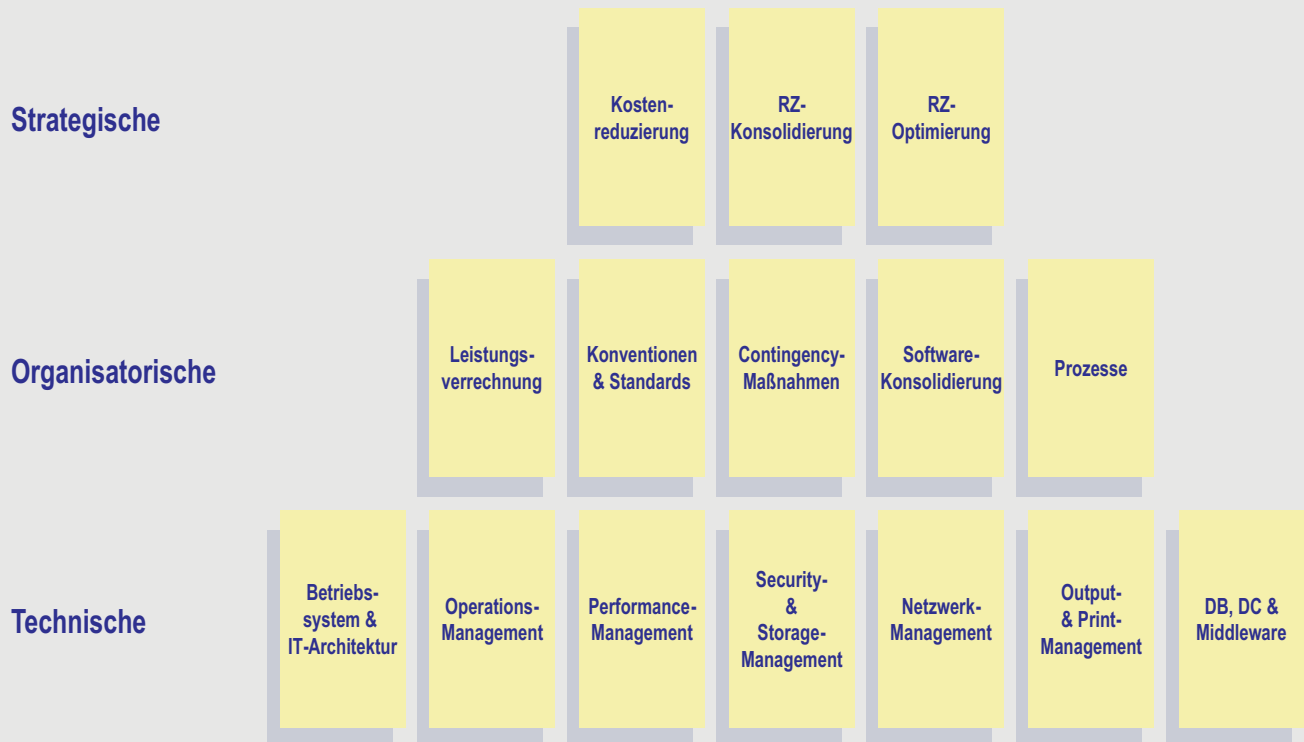 Strategische
Kosten-
reduzierung
RZ-
Konsolidierung
RZ-
Optimierung
Organisatorische
Leistungs-
verrechnung
Konventionen
& Standards
Contingency-
Maßnahmen
Software-
Konsolidierung
Prozesse
Technische
Betriebs-
system &
IT-Architektur
Operations-
Management
Performance-
Management
Security-
&
Storage-
Management
Netzwerk-
Management
Output-
& Print-
Management
DB, DC &
Middleware